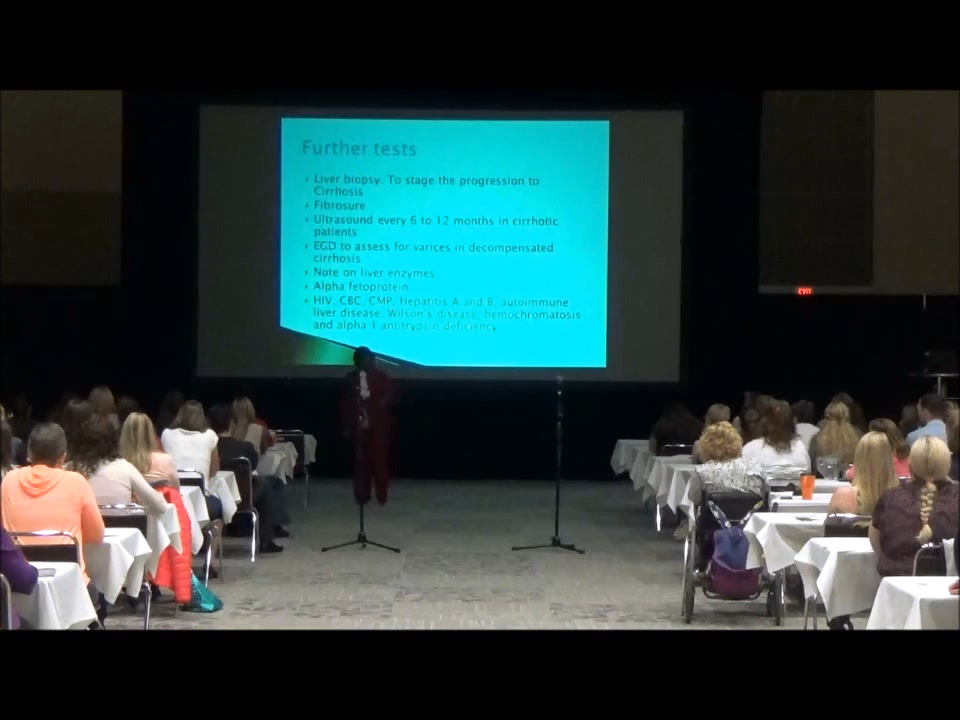 Further tests
Liver biopsy. To stage the progression to
Cirrhosis
Fibrosure
Ultrasound every 6 to 12 months in cirrhotic
patients
EGD to assess for varices in decompensated
cirrhosis
Note on liver enzymes
Alpha fetoprotein
HIV, CBC, CMP, Hepatitis A and B, autoimmune
liver disease, Wilson's disease, hemochromatosis
and alpha 1 antitrypsin deficiency
EXIT